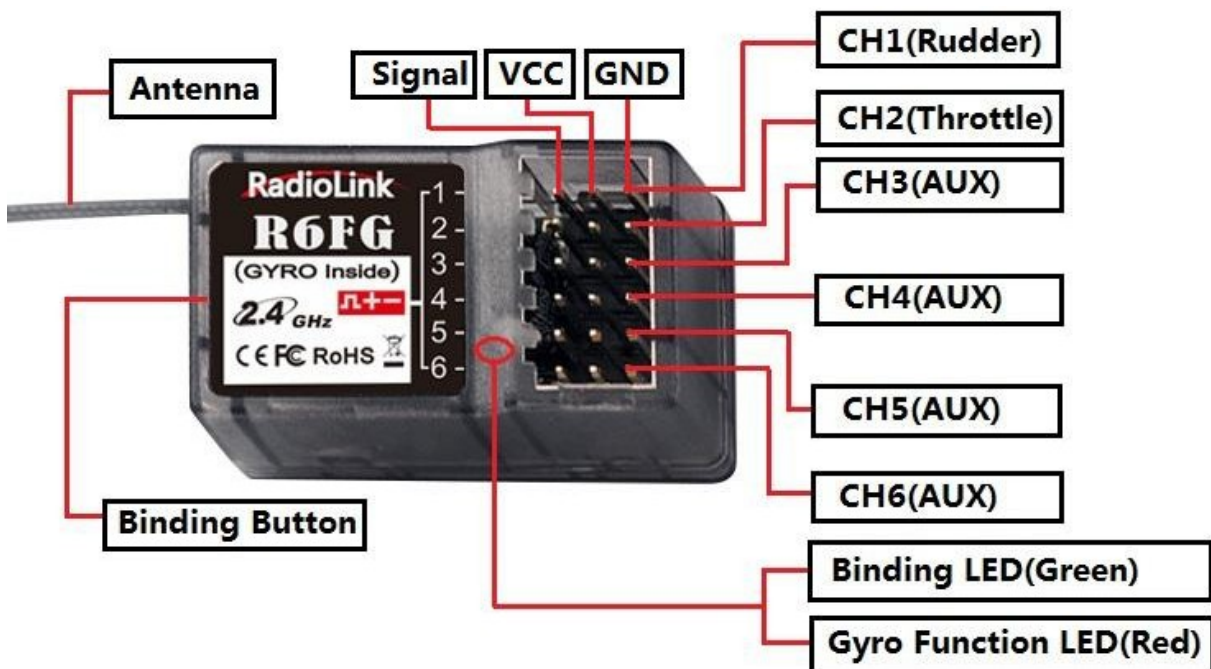 Antenna
Signal
VCC
GND
CH1(Rudder)
CH2(Throttle)
CH3(AUX)
CH4(AUX)
CH5(AUX)
CH6(AUX)
RadioLink
R6FG
(GYRO Inside)
2.4 GHz
CE FC RoHS
1
2
3
4
5
6
Binding Button
Binding LED(Green)
Gyro Function LED(Red)